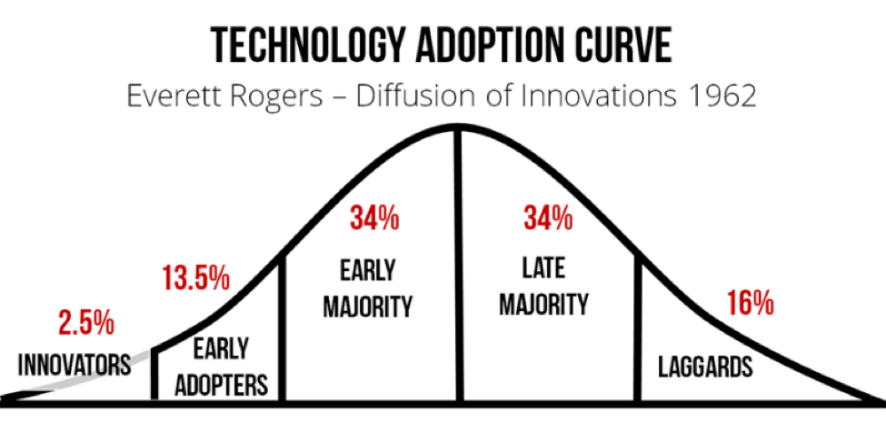 TECHNOLOGY ADOPTION CURVE
Everett Rogers – Diffusion of Innovations 1962
2.5%
INNOVATORS
13.5%
EARLY
ADOPTERS
34%
EARLY
MAJORITY
34%
LATE
MAJORITY
16%
LAGGARDS